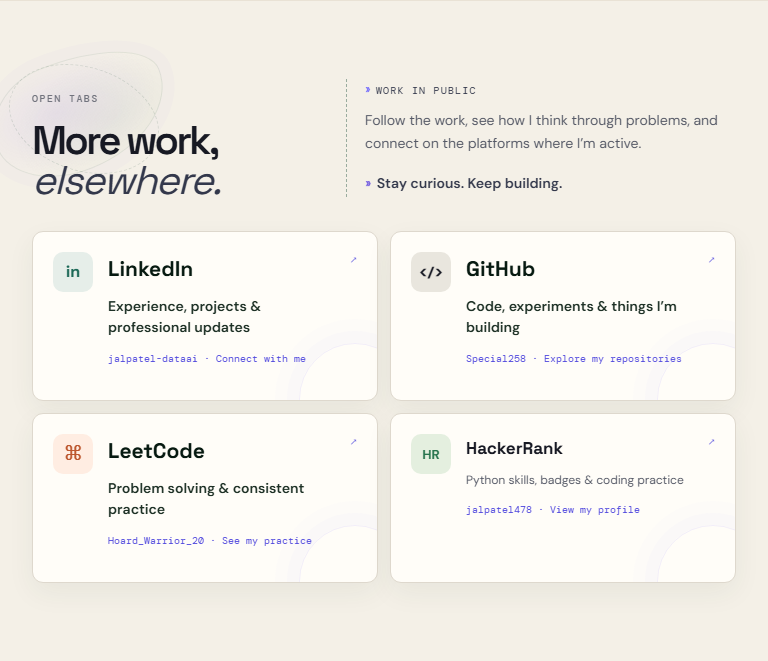 OPEN TABS
More work,
elsewhere.
» WORK IN PUBLIC
Follow the work, see how I think through problems, and
connect on the platforms where I’m active.
» Stay curious. Keep building.
in
LinkedIn
↗
Experience, projects &
professional updates
jalpatel-dataai · Connect with me
</>
GitHub
↗
Code, experiments & things I’m
building
Special258 · Explore my repositories
⌘
LeetCode
↗
Problem solving & consistent
practice
Hoard_Warrior_20 · See my practice
HR
HackerRank
↗
Python skills, badges & coding practice
jalpatel478 · View my profile